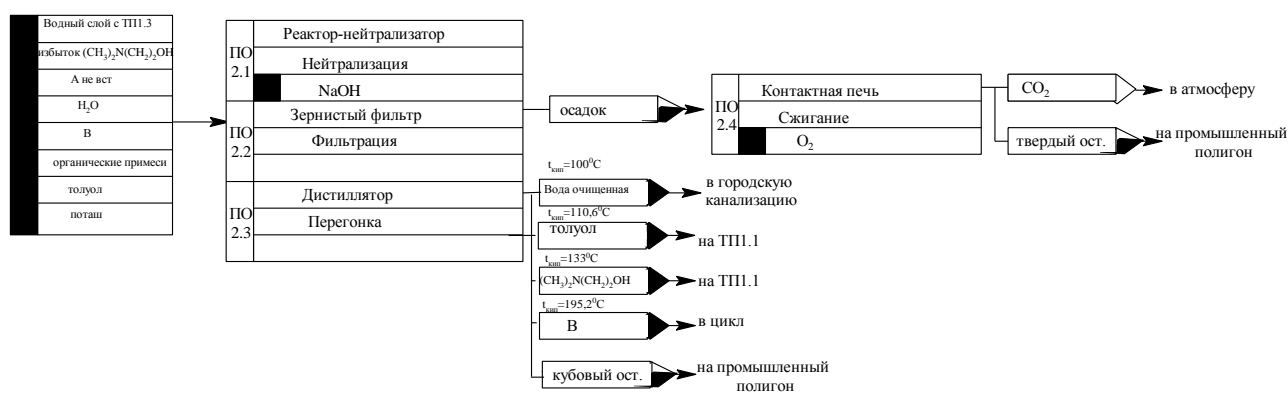 Водный слой с ТП1.3
избыток (CH₃)₂N(CH₂)₂OH
А не вст
H₂O
В
органические примеси
толуол
поташ
ПО 2.1
Реактор-нейтрализатор
Нейтрализация
NaOH
ПО 2.2
Зернистый фильтр
Фильтрация
ПО 2.3
Дистиллятор
Перегонка
осадок
ПО 2.4
Контактная печь
Сжигание
O₂
CO₂
в атмосферу
твердый ост.
на промышленный
полигон
tкип=100⁰C
Вода очищенная
в городскую
канализацию
tкип=110,6⁰C
толуол
на ТП1.1
tкип=133⁰C
(CH₃)₂N(CH₂)₂OH
на ТП1.1
tкип=195,2⁰C
В
в цикл
кубовый ост.
на промышленный
полигон